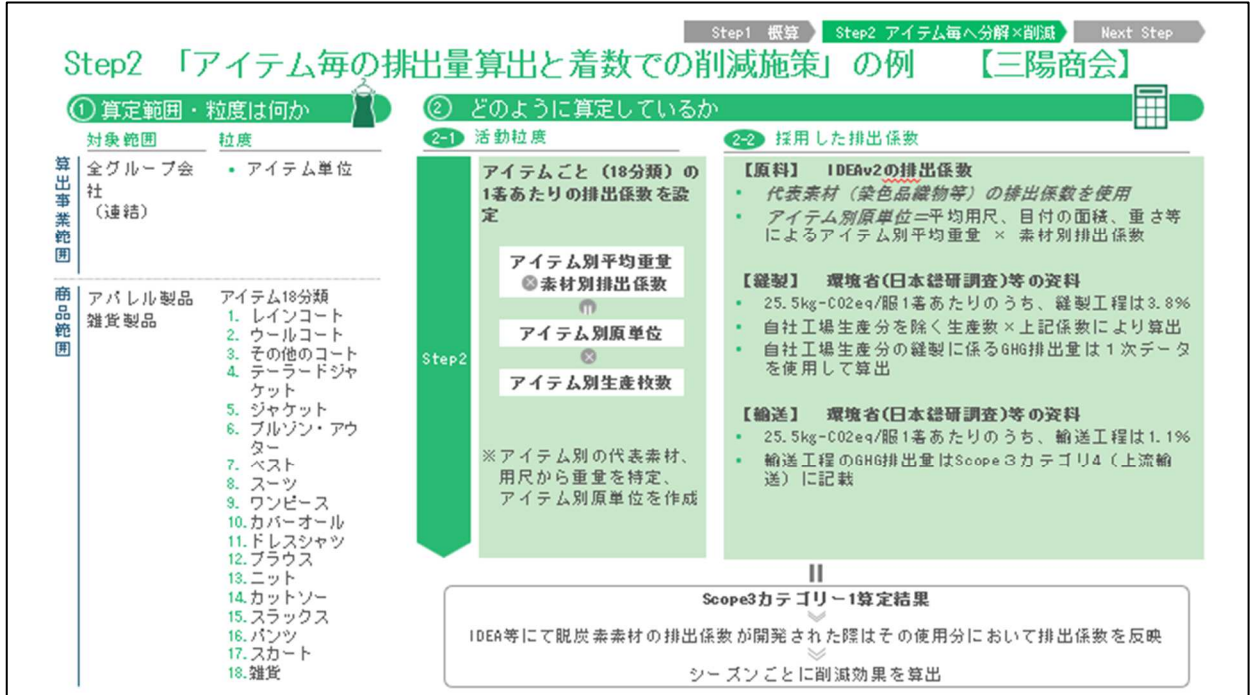 Step1 概算
Step2 アイテム毎へ分解×削減
Next Step
Step2 「アイテム毎の排出量算出と着数での削減施策」の例 【三陽商会】
① 算定範囲・粒度は何か
対象範囲
粒度
算出事業範囲
全グループ会
社
（連結）
• アイテム単位
商品範囲
アパレル製品
雑貨製品
アイテム18分類
1. レインコート
2. ウールコート
3. その他のコート
4. テーラードジャ
ケット
5. ジャケット
6. ブルゾン・アウ
ター
7. ベスト
8. スーツ
9. ワンピース
10. カバーオール
11. ドレスシャツ
12. ブラウス
13. ニット
14. カットソー
15. スラックス
16. パンツ
17. スカート
18. 雑貨
② どのように算定しているか
2-1 活動粒度
Step2
アイテムごと（18分類）の
1着あたりの排出係数を設
定
アイテム別平均重量
⊗素材別排出係数
アイテム別原単位
⊗
アイテム別生産枚数
※アイテム別の代表素材、
用尺から重量を特定、
アイテム別原単位を作成
2-2 採用した排出係数
【原料】 IDEAv2の排出係数
• 代表素材（染色品織物等）の排出係数を使用
• アイテム別原単位=平均用尺、目付の面積、重さ等
によるアイテム別平均重量 × 素材別排出係数
【縫製】 環境省(日本総研調査)等の資料
• 25.5kg-CO2eq/服1着あたりのうち、縫製工程は3.8%
• 自社工場生産分を除く生産数×上記係数により算出
• 自社工場生産分の縫製に係るGHG排出量は１次データ
を使用して算出
【輸送】 環境省(日本総研調査)等の資料
• 25.5kg-CO2eq/服1着あたりのうち、輸送工程は1.1%
• 輸送工程のGHG排出量はScope３カテゴリ4（上流輸
送）に記載
Scope3カテゴリー1算定結果
IDEA等にて脱炭素素材の排出係数が開発された際はその使用分において排出係数を反映
シーズンごとに削減効果を算出